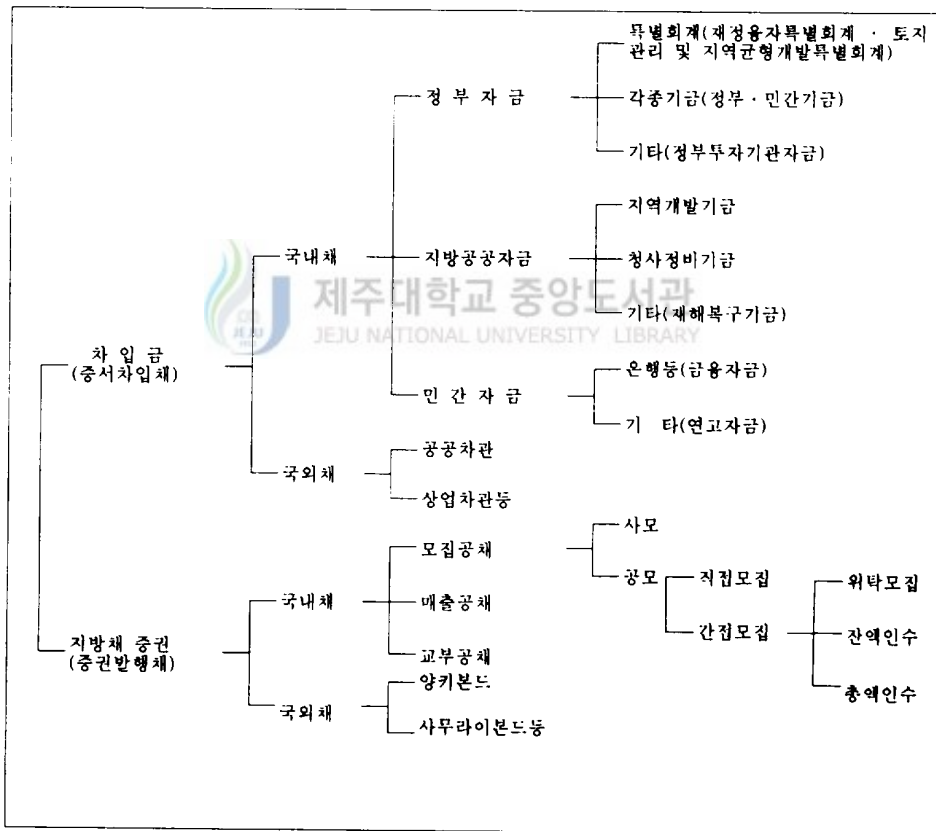 특별회계(재정융자특별회계 · 토지
관리 및 지역균형개발특별회계)
정 부 자 금
각종기금(정부 · 민간기금)
기타(정부투자기관자금)
지역개발기금
국내채
지방공공자금
청사정비기금
제주대학교 중앙도서관
JEJU NATIONAL UNIVERSITY LIBRARY
기타(재해복구기금)
차 입 금
(증서차입채)
은행등(금융자금)
민 간 자 금
기 타(연고자금)
공공차관
국외채
상업차관등
사모
모집공채
공모
직접모집
위탁모집
국내채
매출공채
간접모집
잔액인수
지방채 증권
(증권발행채)
교부공채
양키본드
총액인수
국외채
사무라이본드등